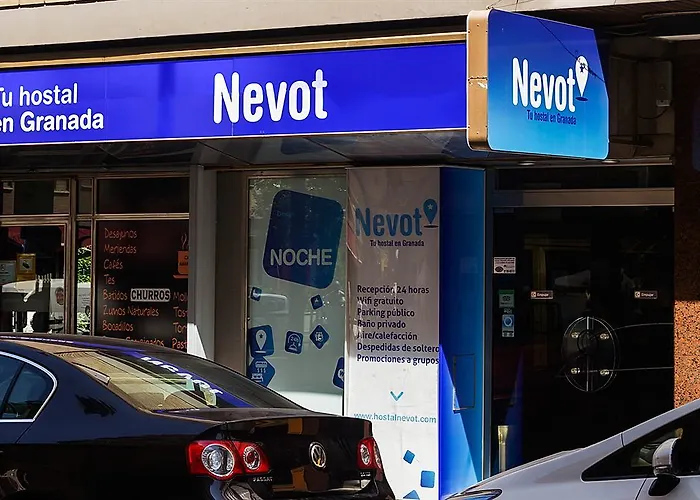 Tu hostal
en Granada
Nevot
Nevot
Tu hostal en Granada
Desayunos
Meriendas
Cafés
Tes
Batidos
CHURROS
Zumos Naturales
Bocadillos
NOCHE
Nevot
Tu hostal en Granada
Recepción 24 horas
Wifi gratuito
Parking público
Baño privado
Aire/calefacción
Despedidas de soltero
Promociones a grupos
www.hostalnevot.com
PASSAT